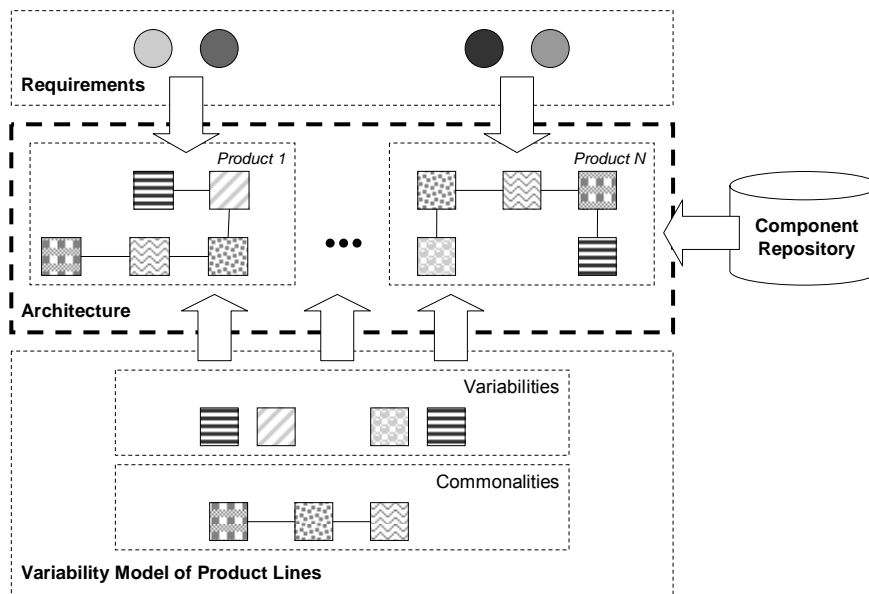 Requirements
Product 1
Product N
Component
Repository
Architecture
Variabilities
Commonalities
Variability Model of Product Lines